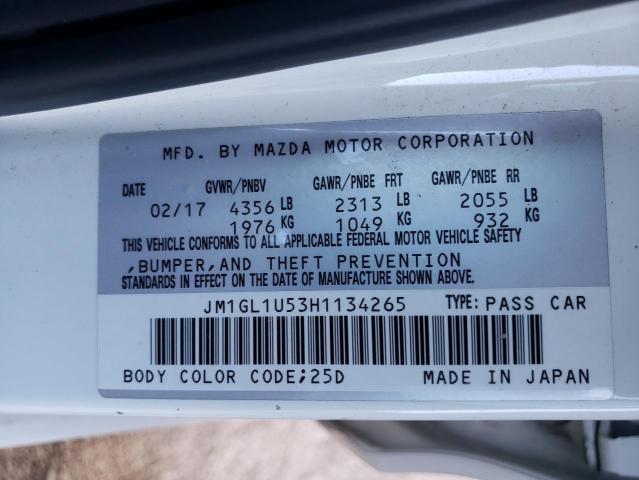 MFD. BY MAZDA MOTOR CORPORATION
DATE GVWR/PNBV GAWR/PNBE FRT GAWR/PNBE RR
02/17 4356 LB 2313 LB 2055 LB
1976 KG 1049 KG 932 KG
THIS VEHICLE CONFORMS TO ALL APPLICABLE FEDERAL MOTOR VEHICLE SAFETY
,BUMPER,AND THEFT PREVENTION
STANDARDS IN EFFECT ON THE DATE OF MANUFACTURE SHOWN ABOVE.
JM1GL1U53H1134265 TYPE: PASS CAR
BODY COLOR CODE;25D MADE IN JAPAN